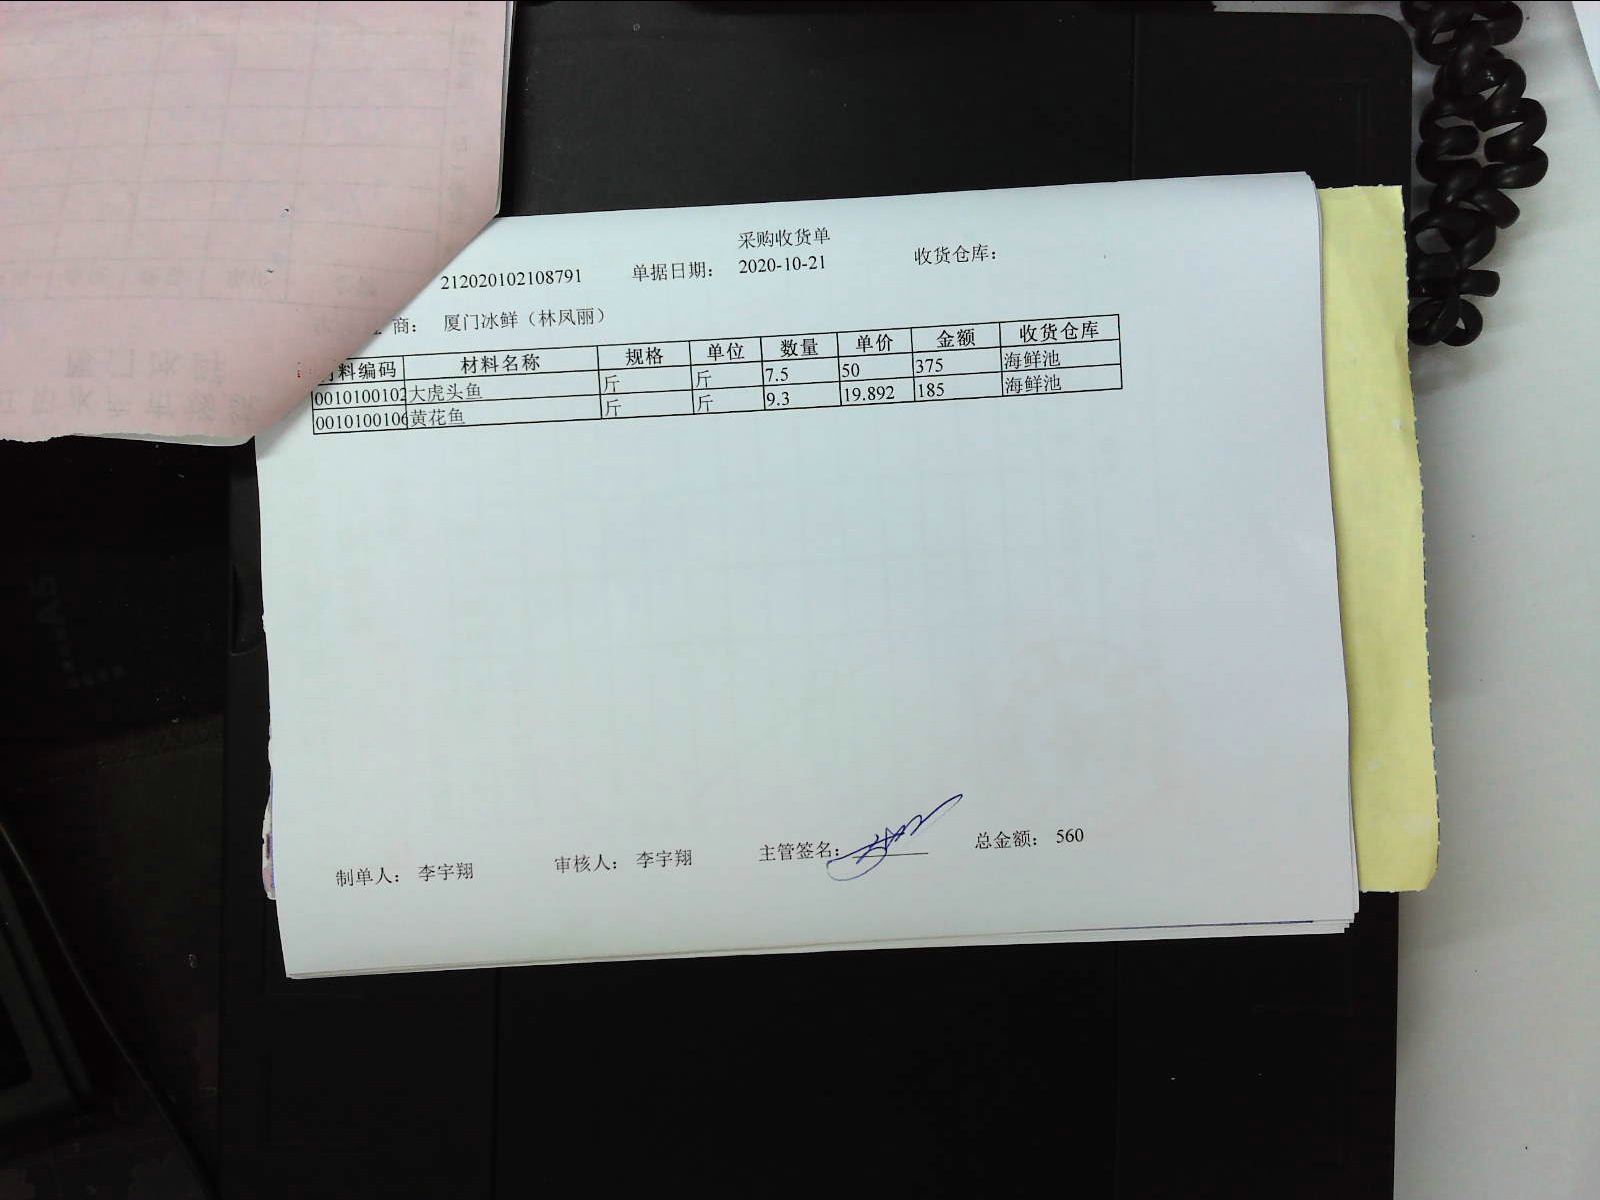 采购收货单
212020102108791 单据日期： 2020-10-21 收货仓库：
商： 厦门冰鲜（林凤丽）
料编码 材料名称 规格 单位 数量 单价 金额 收货仓库
0010100102 大虎头鱼 斤 斤 7.5 50 375 海鲜池
0010100106 黄花鱼 斤 斤 9.3 19.892 185 海鲜池
制单人： 李宇翔 审核人： 李宇翔 主管签名： 总金额： 560